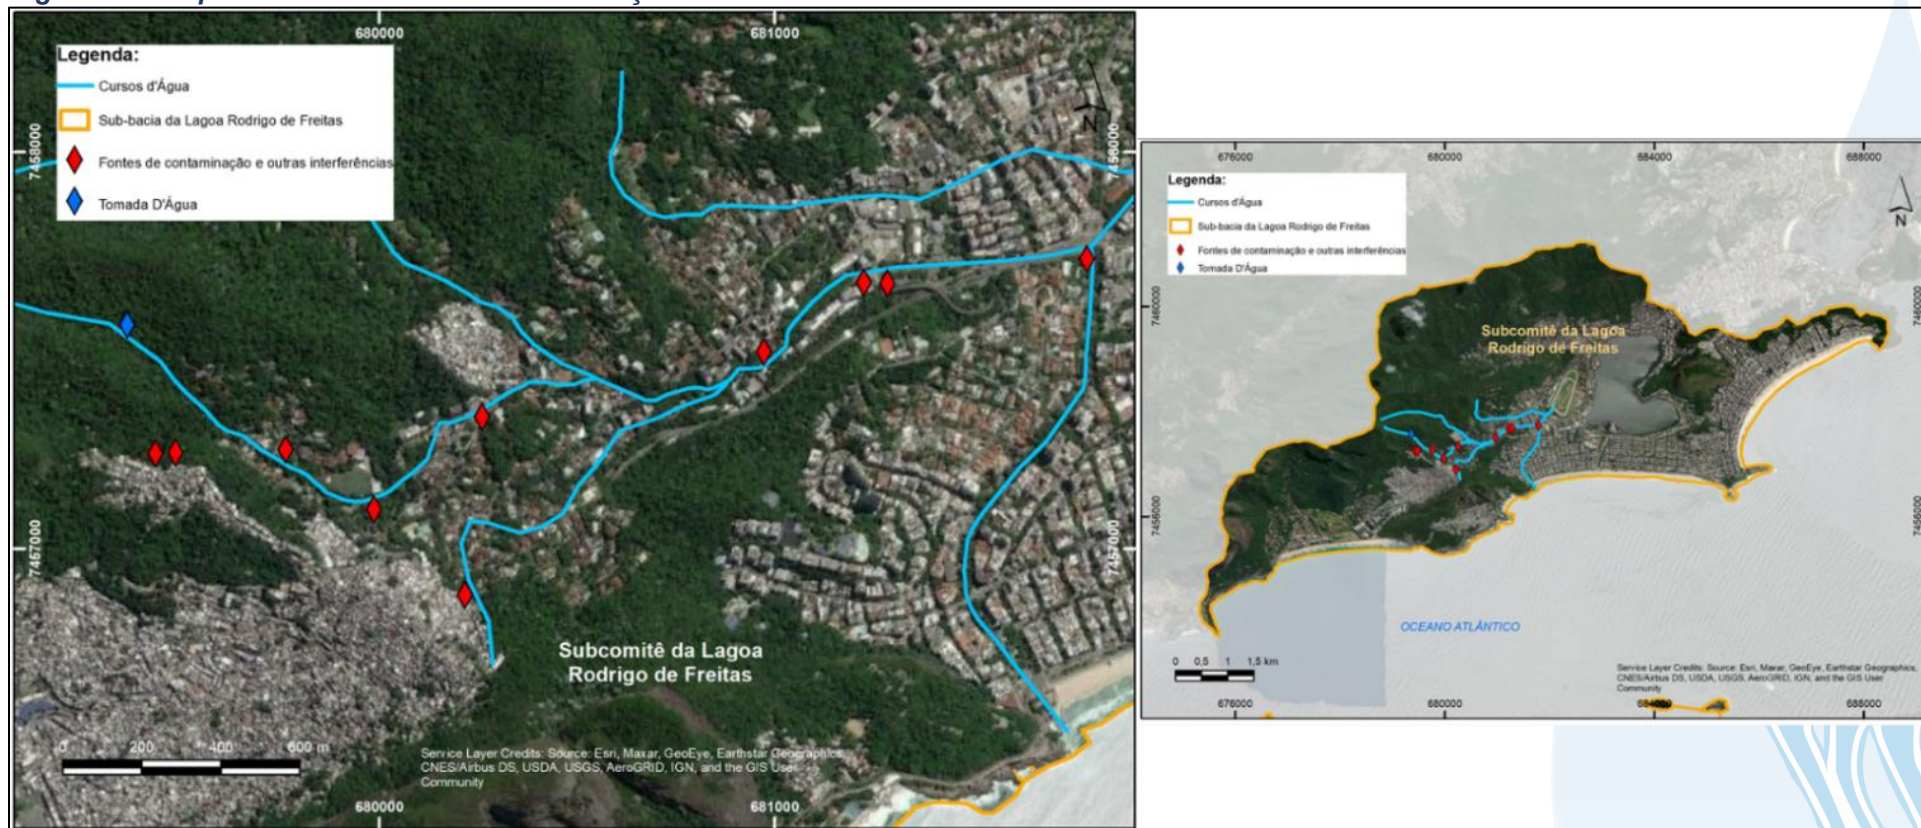 680000
681000
Legenda:
Cursos d'Água
Sub-bacia da Lagoa Rodrigo de Freitas
Fontes de contaminação e outras interferências
Tomada D'Água
N
7458000
7458000
7457000
7457000
Subcomitê da Lagoa
Rodrigo de Freitas
0 200 400 600 m
Service Layer Credits: Source: Esri, Maxar, GeoEye, Earthstar Geographics,
CNES/Airbus DS, USDA, USGS, AeroGRID, IGN, and the GIS User
Community
680000
681000
676000
680000
684000
688000
Legenda:
Cursos d'Água
Sub-bacia da Lagoa Rodrigo de Freitas
Fontes de contaminação e outras interferências
Tomada D'Água
N
7460000
7460000
Subcomitê da Lagoa
Rodrigo de Freitas
7456000
7456000
OCEANO ATLÂNTICO
0 0,5 1 1,5 km
Service Layer Credits: Source: Esri, Maxar, GeoEye, Earthstar Geographics,
CNES/Airbus DS, USDA, USGS, AeroGRID, IGN, and the GIS User
Community
676000
680000
684000
688000